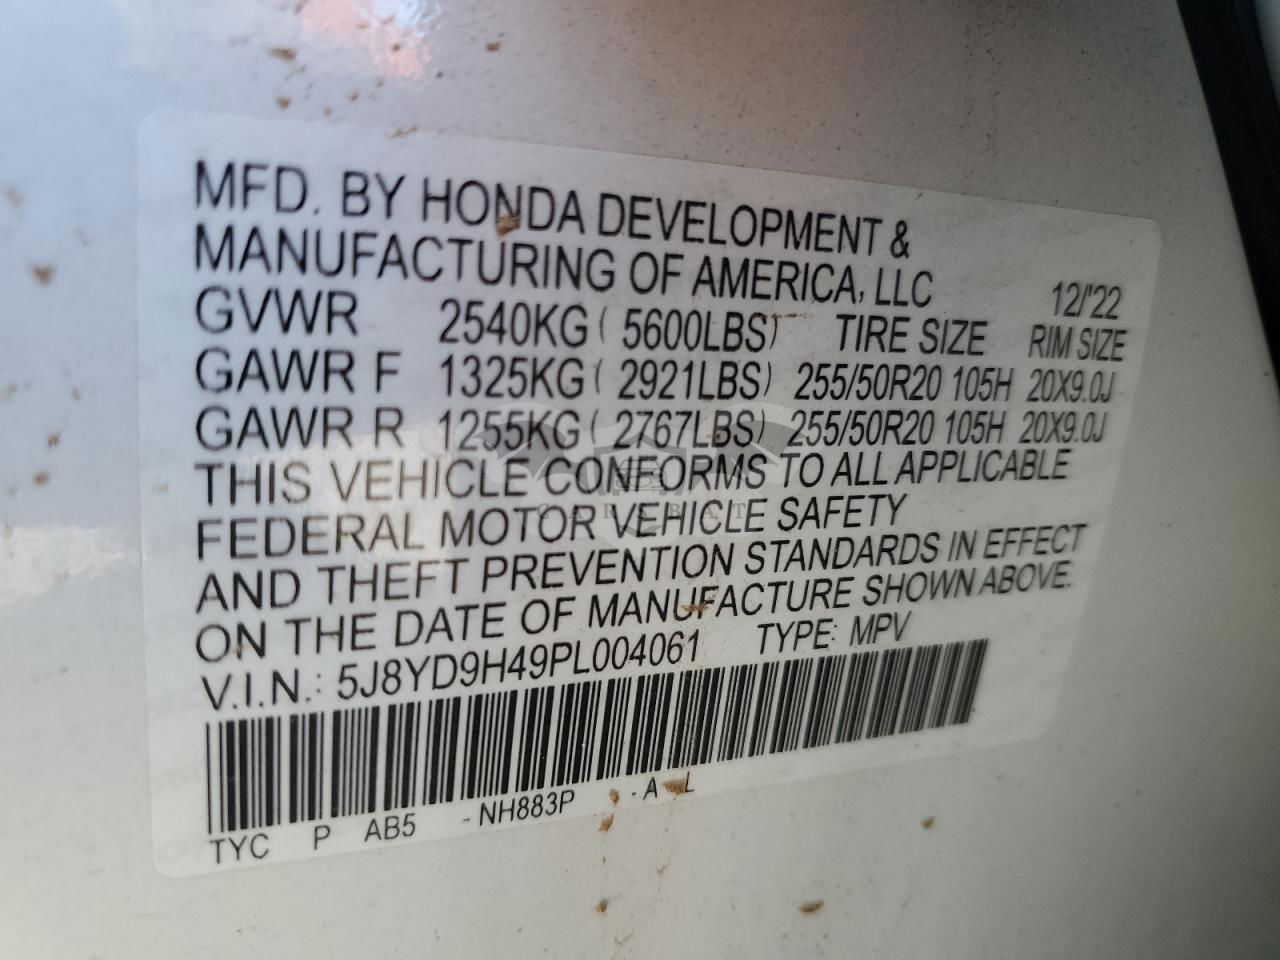 MFD. BY HONDA DEVELOPMENT &
MANUFACTURING OF AMERICA, LLC 12/'22
GVWR 2540KG ( 5600LBS) TIRE SIZE RIM SIZE
GAWR F 1325KG ( 2921LBS) 255/50R20 105H 20X9.0J
GAWR R 1255KG ( 2767LBS) 255/50R20 105H 20X9.0J
THIS VEHICLE CONFORMS TO ALL APPLICABLE
FEDERAL MOTOR VEHICLE SAFETY
AND THEFT PREVENTION STANDARDS IN EFFECT
ON THE DATE OF MANUFACTURE SHOWN ABOVE.
V.I.N.: 5J8YD9H49PL004061 TYPE: MPV
TYC P AB5 -NH883P -A L
CARSBAT